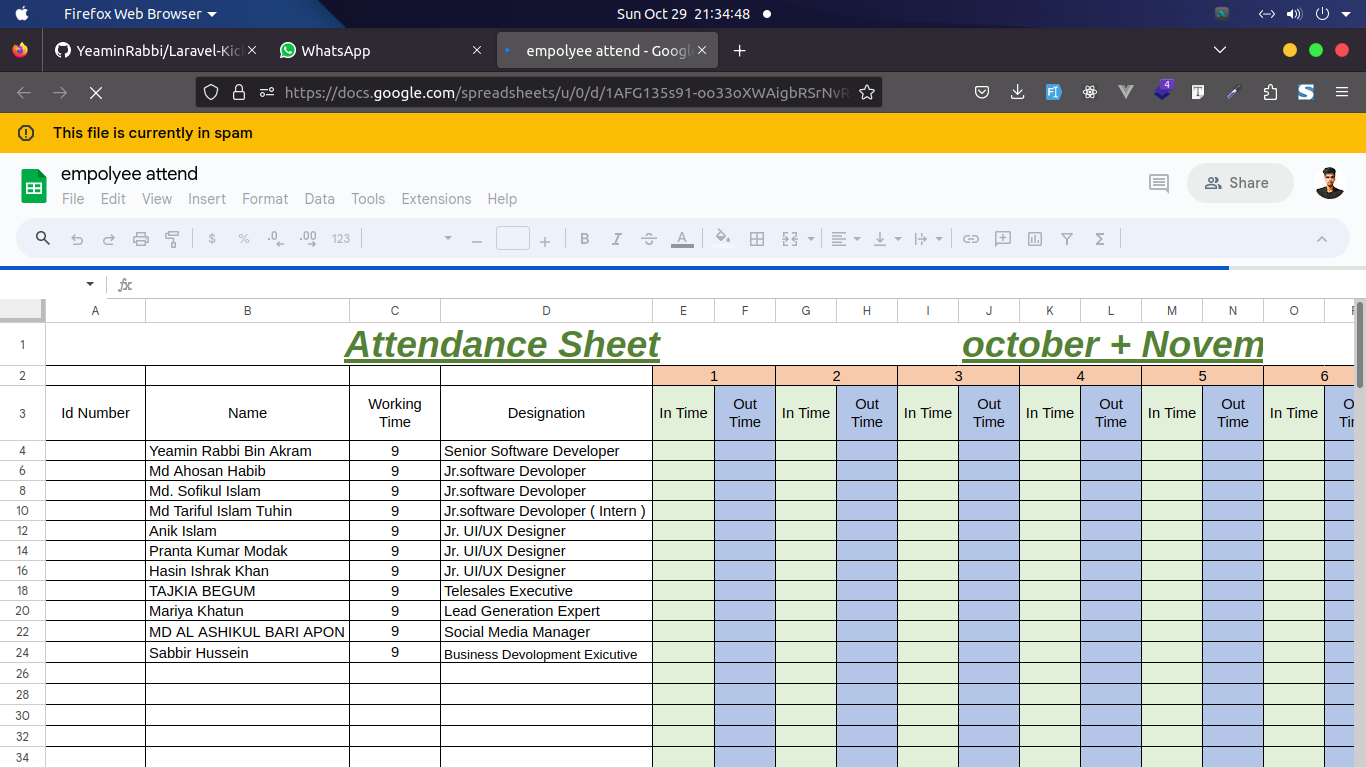 Firefox Web Browser
Sun Oct 29 21:34:48
YeaminRabbi/Laravel-Kic
WhatsApp
empolyee attend - Googl
https://docs.google.com/spreadsheets/u/0/d/1AFG135s91-oo33oXWAigbRSrNvR
4
This file is currently in spam
empolyee attend
File Edit View Insert Format Data Tools Extensions Help
Share
$ % .0 .00 123 B I A Σ
fx
A B C D E F G H I J K L M N O
1 Attendance Sheet october + Novem
2 1 2 3 4 5 6
3 Id Number Name Working Time Designation In Time Out Time In Time Out Time In Time Out Time In Time Out Time In Time Out Time In Time
4 Yeamin Rabbi Bin Akram 9 Senior Software Developer
6 Md Ahosan Habib 9 Jr.software Devoloper
8 Md. Sofikul Islam 9 Jr.software Devoloper
10 Md Tariful Islam Tuhin 9 Jr.software Devoloper ( Intern )
12 Anik Islam 9 Jr. UI/UX Designer
14 Pranta Kumar Modak 9 Jr. UI/UX Designer
16 Hasin Ishrak Khan 9 Jr. UI/UX Designer
18 TAJKIA BEGUM 9 Telesales Executive
20 Mariya Khatun 9 Lead Generation Expert
22 MD AL ASHIKUL BARI APON 9 Social Media Manager
24 Sabbir Hussein 9 Business Devolopment Exicutive
26
28
30
32
34